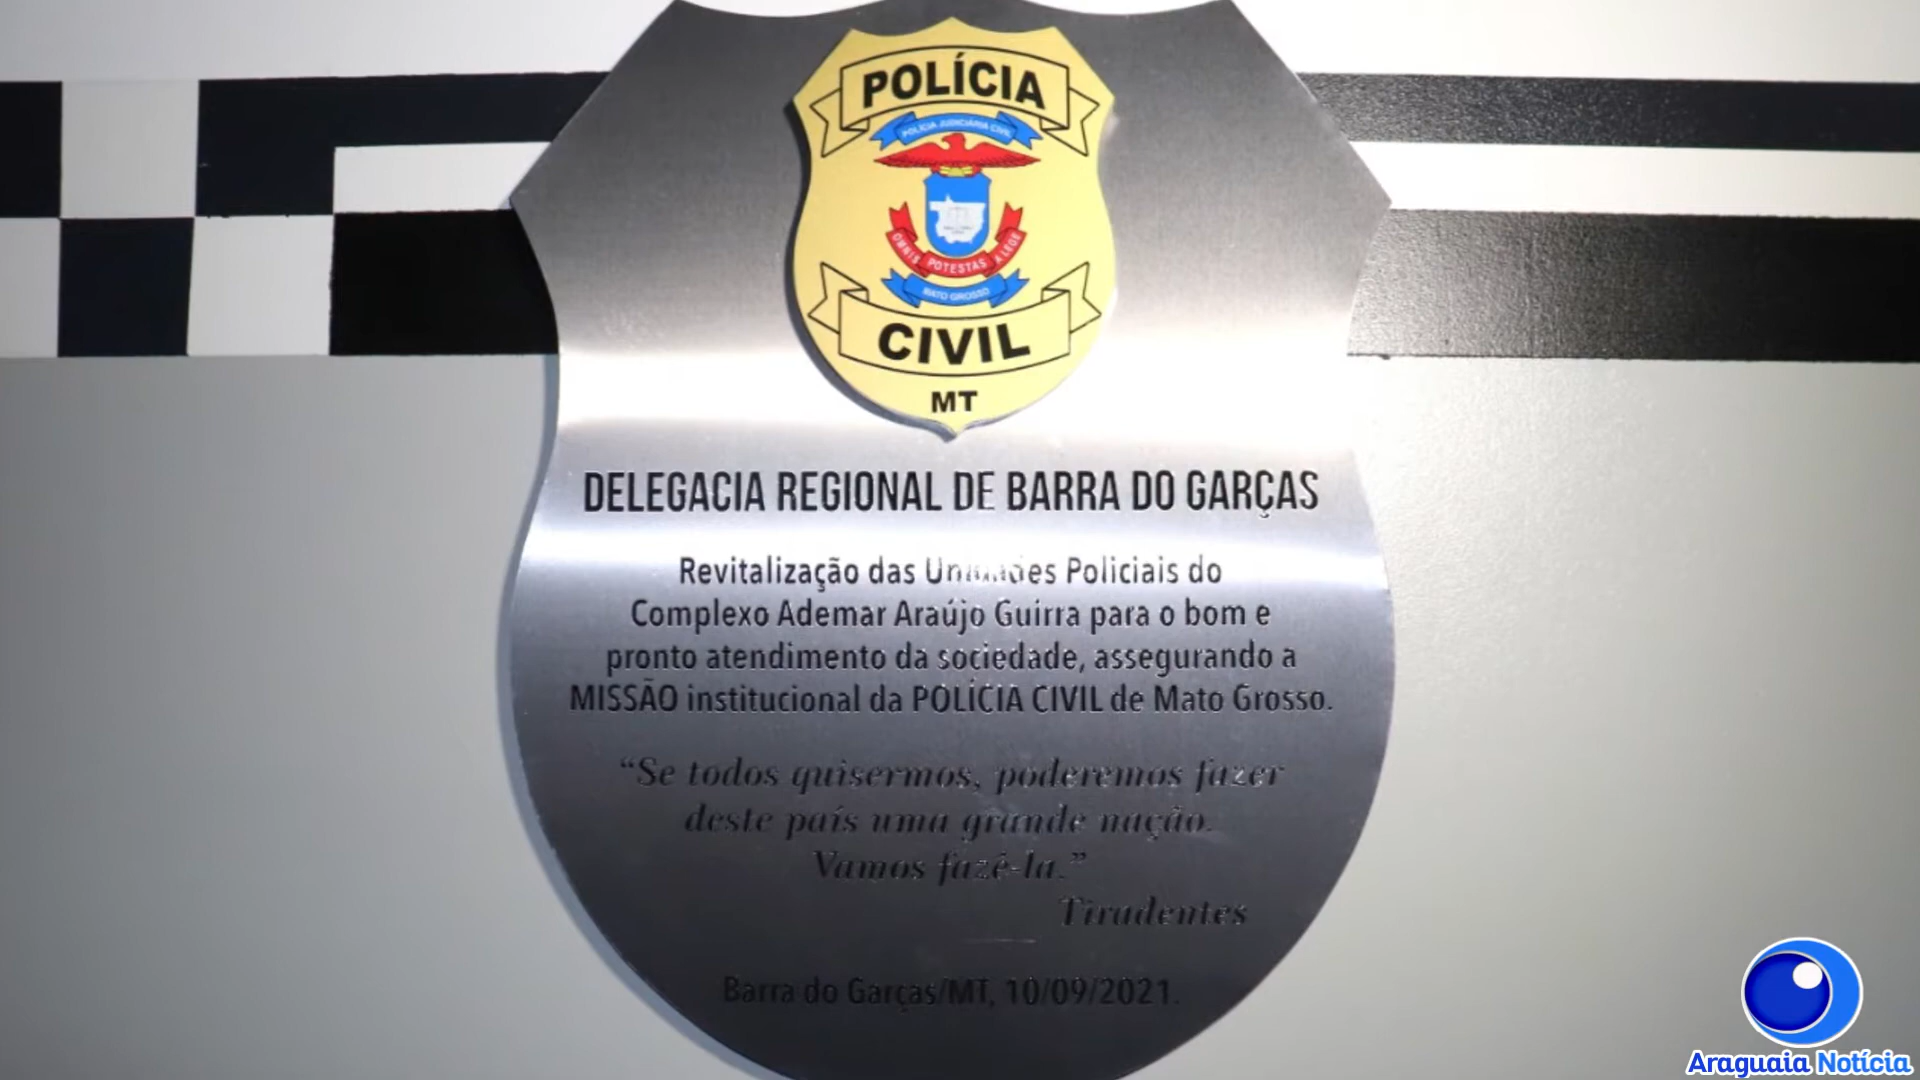 POLÍCIA
POLÍCIA JUDICIÁRIA CIVIL
OMNIS POTESTAS A LEGE
MATO GROSSO
CIVIL
MT
DELEGACIA REGIONAL DE BARRA DO GARÇAS
Revitalização das Unidades Policiais do
Complexo Ademar Araújo Guirra para o bom e
pronto atendimento da sociedade, assegurando a
MISSÃO institucional da POLÍCIA CIVIL de Mato Grosso.
“Se todos quisermos, poderemos fazer
deste país uma grande nação.
Vamos fazê-la.”
Tiradentes
Barra do Garças/MT, 10/09/2021.
Araguaia Notícia